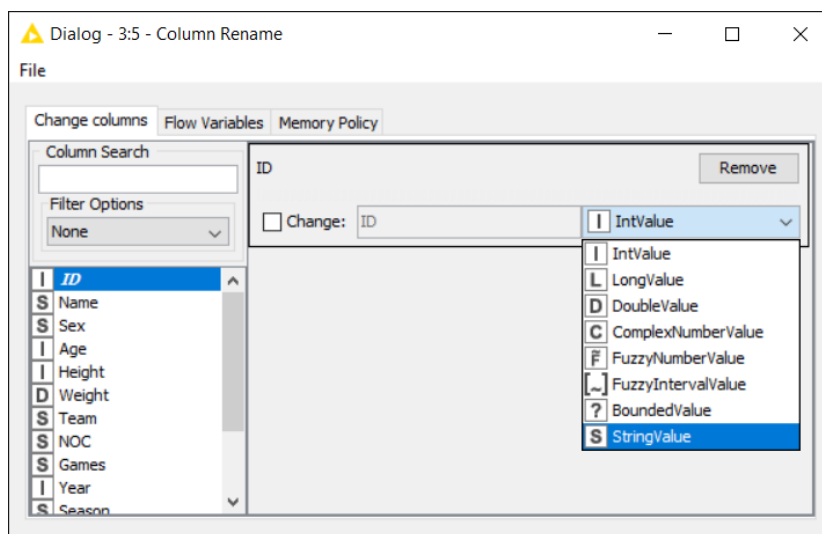 Dialog - 3:5 - Column Rename
File
Change columns Flow Variables Memory Policy
Column Search
Filter Options
None
ID
Remove
Change: ID
I IntValue
I IntValue
L LongValue
D DoubleValue
C ComplexNumberValue
F̃ FuzzyNumberValue
[~] FuzzyIntervalValue
? BoundedValue
S StringValue
I ID
S Name
S Sex
I Age
I Height
D Weight
S Team
S NOC
S Games
I Year
S Season